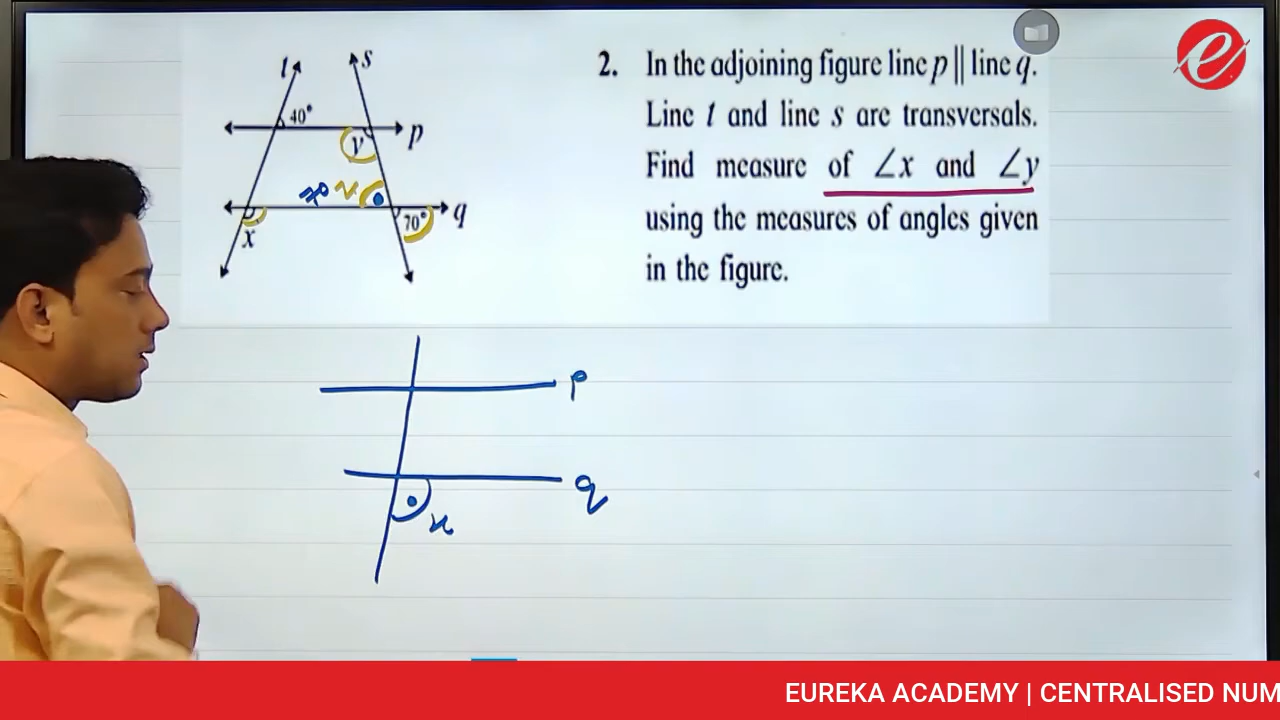 2. In the adjoining figure line p || line q.
Line t and line s are transversals.
Find measure of ∠x and ∠y
using the measures of angles given
in the figure.
t
s
40°
p
y
70
x
q
70°
x
p
q
x
EUREKA ACADEMY | CENTRALISED NUM